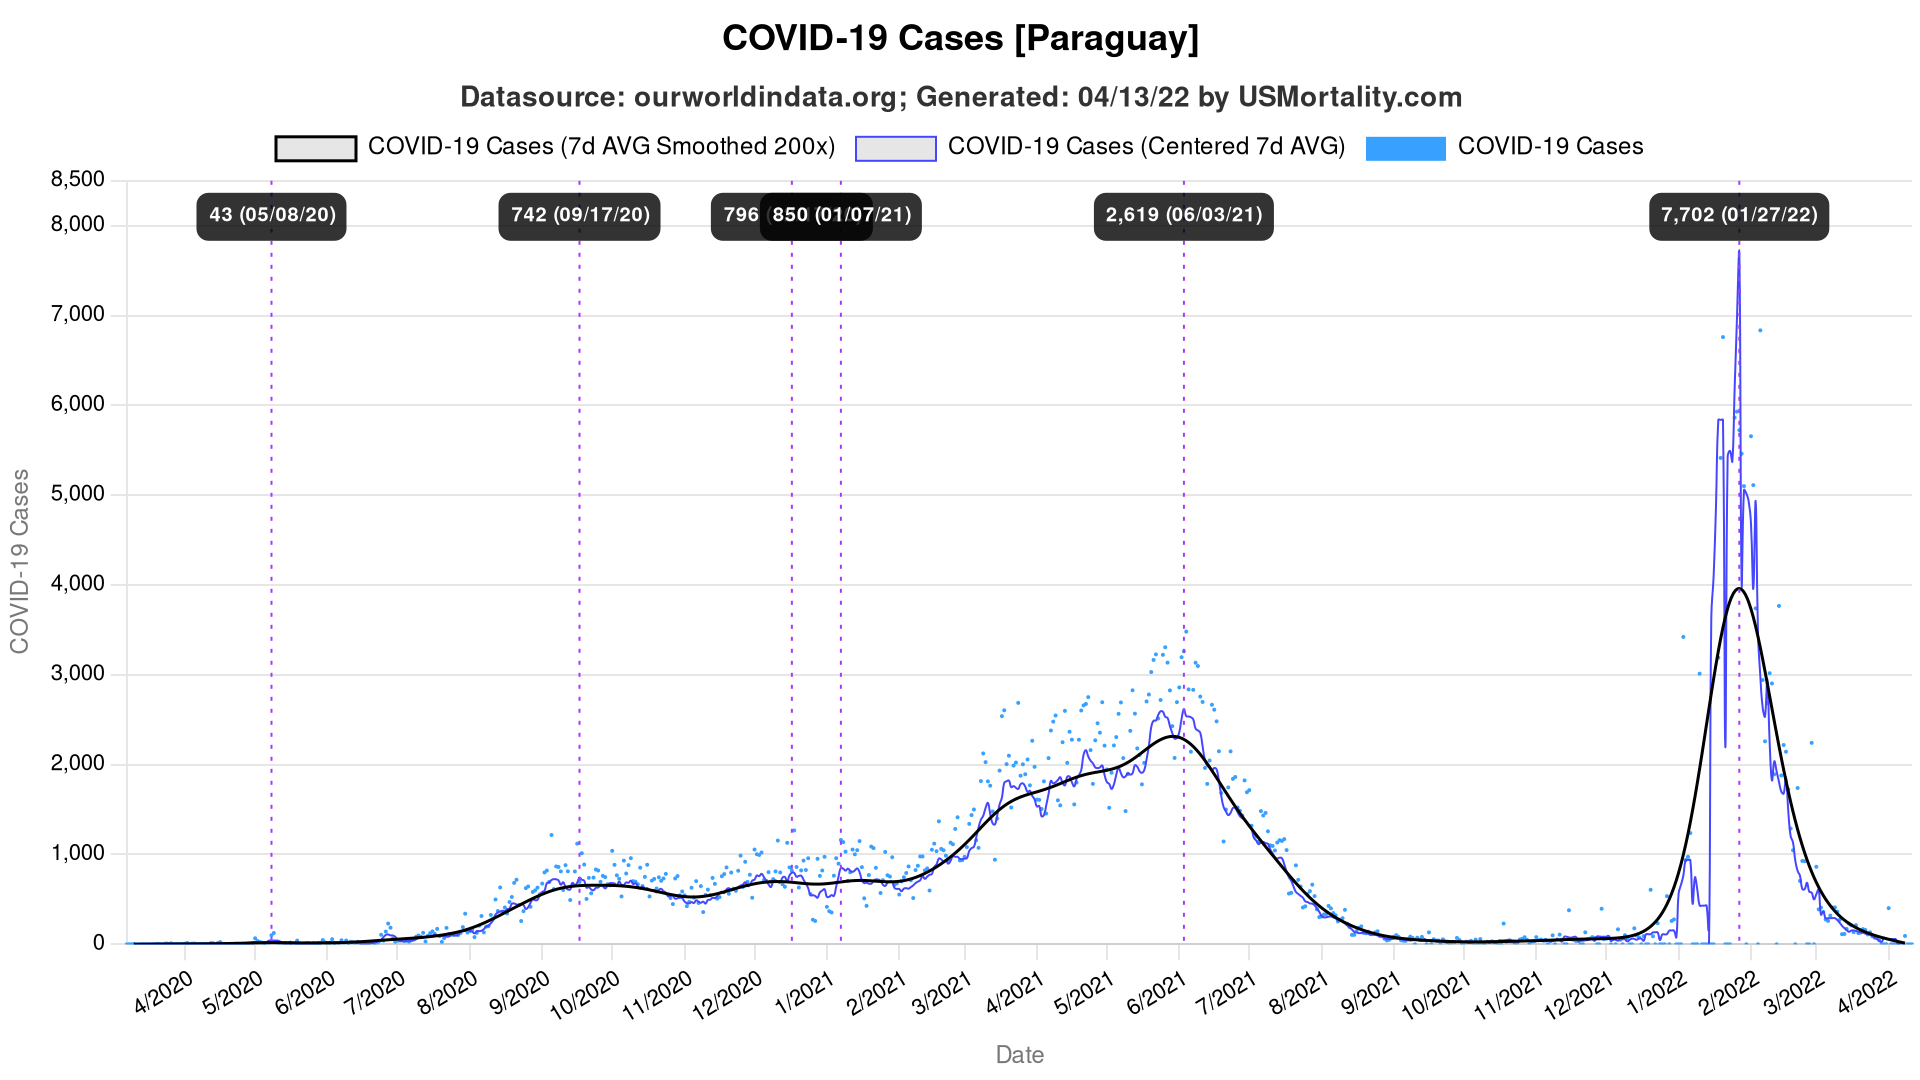 COVID-19 Cases [Paraguay]
Datasource: ourworldindata.org; Generated: 04/13/22 by USMortality.com
COVID-19 Cases (7d AVG Smoothed 200x) COVID-19 Cases (Centered 7d AVG) COVID-19 Cases
8,500
43 (05/08/20) 742 (09/17/20) 796 850 (01/07/21) 2,619 (06/03/21) 7,702 (01/27/22)
8,000
7,000
6,000
5,000
4,000
3,000
2,000
1,000
0
COVID-19 Cases
4/2020 5/2020 6/2020 7/2020 8/2020 9/2020 10/2020 11/2020 12/2020 1/2021 2/2021 3/2021 4/2021 5/2021 6/2021 7/2021 8/2021 9/2021 10/2021 11/2021 12/2021 1/2022 2/2022 3/2022 4/2022
Date